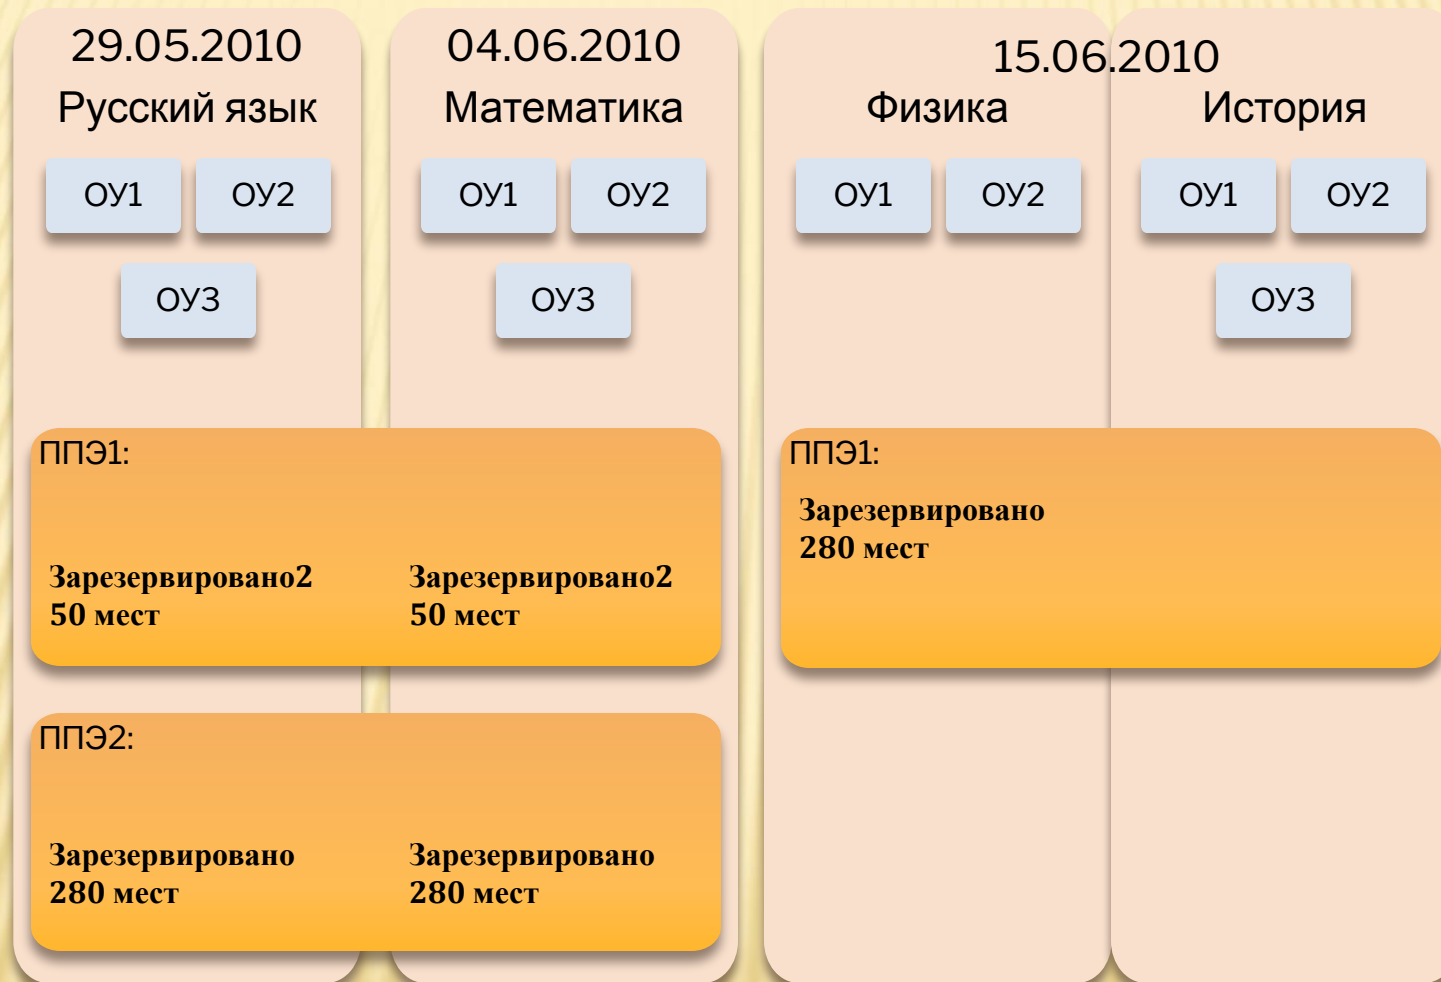 29.05.2010
Русский язык
ОУ1 ОУ2
ОУ3
04.06.2010
Математика
ОУ1 ОУ2
ОУ3
15.06.2010
Физика
ОУ1 ОУ2
История
ОУ1 ОУ2
ОУ3
ППЭ1:
Зарезервировано2
50 мест
Зарезервировано2
50 мест
ППЭ1:
Зарезервировано
280 мест
ППЭ2:
Зарезервировано
280 мест
Зарезервировано
280 мест